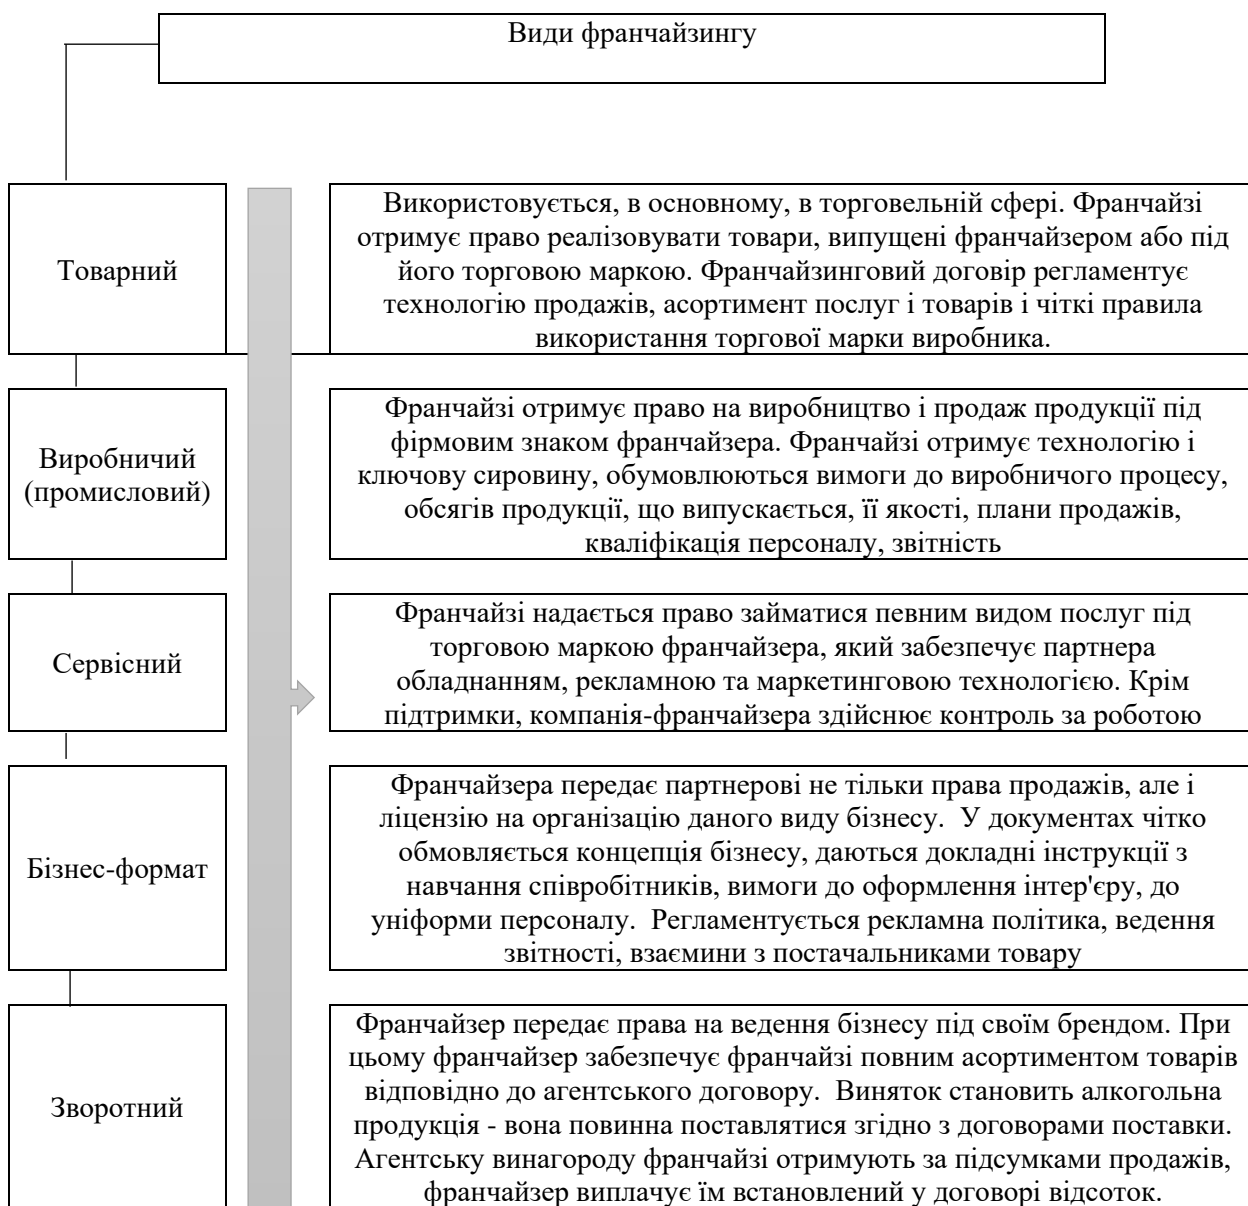 Види франчайзингу
Товарний
Використовується, в основному, в торговельній сфері. Франчайзі
отримує право реалізовувати товари, випущені франчайзером або під
його торговою маркою. Франчайзинговий договір регламентує
технологію продажів, асортимент послуг і товарів і чіткі правила
використання торгової марки виробника.
Виробничий
(промисловий)
Франчайзі отримує право на виробництво і продаж продукції під
фірмовим знаком франчайзера. Франчайзі отримує технологію і
ключову сировину, обумовлюються вимоги до виробничого процесу,
обсягів продукції, що випускається, її якості, плани продажів,
кваліфікація персоналу, звітність
Сервісний
Франчайзі надається право займатися певним видом послуг під
торговою маркою франчайзера, який забезпечує партнера
обладнанням, рекламною та маркетинговою технологією. Крім
підтримки, компанія-франчайзера здійснює контроль за роботою
Бізнес-формат
Франчайзера передає партнерові не тільки права продажів, але і
ліцензію на організацію даного виду бізнесу.  У документах чітко
обмовляється концепція бізнесу, даються докладні інструкції з
навчання співробітників, вимоги до оформлення інтер'єру, до
уніформи персоналу.  Регламентується рекламна політика, ведення
звітності, взаємини з постачальниками товару
Зворотний
Франчайзер передає права на ведення бізнесу під своїм брендом. При
цьому франчайзер забезпечує франчайзі повним асортиментом товарів
відповідно до агентського договору.  Виняток становить алкогольна
продукція - вона повинна поставлятися згідно з договорами поставки.
Агентську винагороду франчайзі отримують за підсумками продажів,
франчайзер виплачує їм встановлений у договорі відсоток.